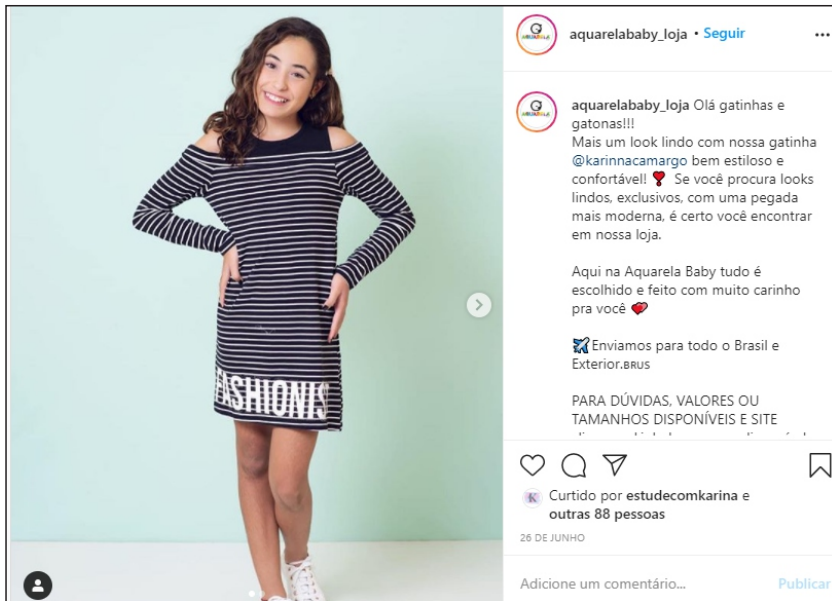 aquarelababy_loja • Seguir
aquarelababy_loja Olá gatinhas e
gatonas!!!
Mais um look lindo com nossa gatinha
@karinnacamargo bem estiloso e
confortável! ❣️ Se você procura looks
lindos, exclusivos, com uma pegada
mais moderna, é certo você encontrar
em nossa loja.
Aqui na Aquarela Baby tudo é
escolhido e feito com muito carinho
pra você 💕
✈️Enviamos para todo o Brasil e
Exterior.🇧🇷🇺🇸
PARA DÚVIDAS, VALORES OU
TAMANHOS DISPONÍVEIS E SITE
FASHIONIS
Curtido por estudecomkarina e
outras 88 pessoas
26 DE JUNHO
Adicione um comentário... Publicar